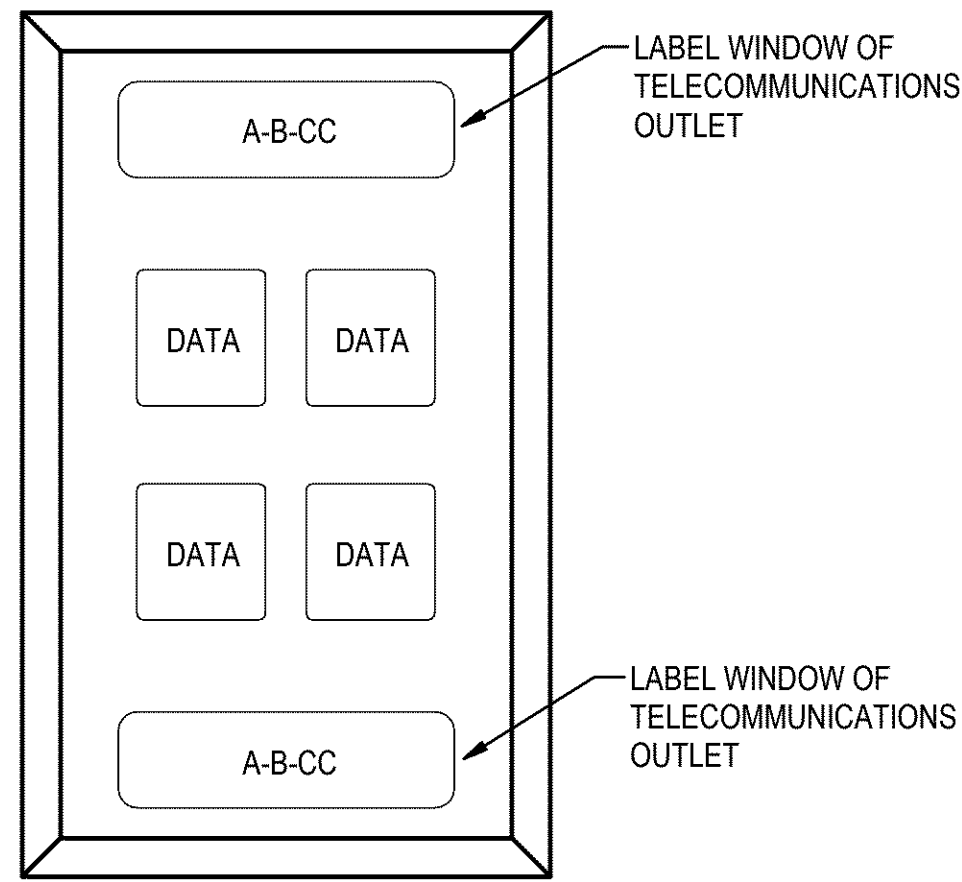 LABEL WINDOW OF
TELECOMMUNICATIONS
OUTLET
A-B-CC
DATA DATA
DATA DATA
LABEL WINDOW OF
TELECOMMUNICATIONS
OUTLET
A-B-CC